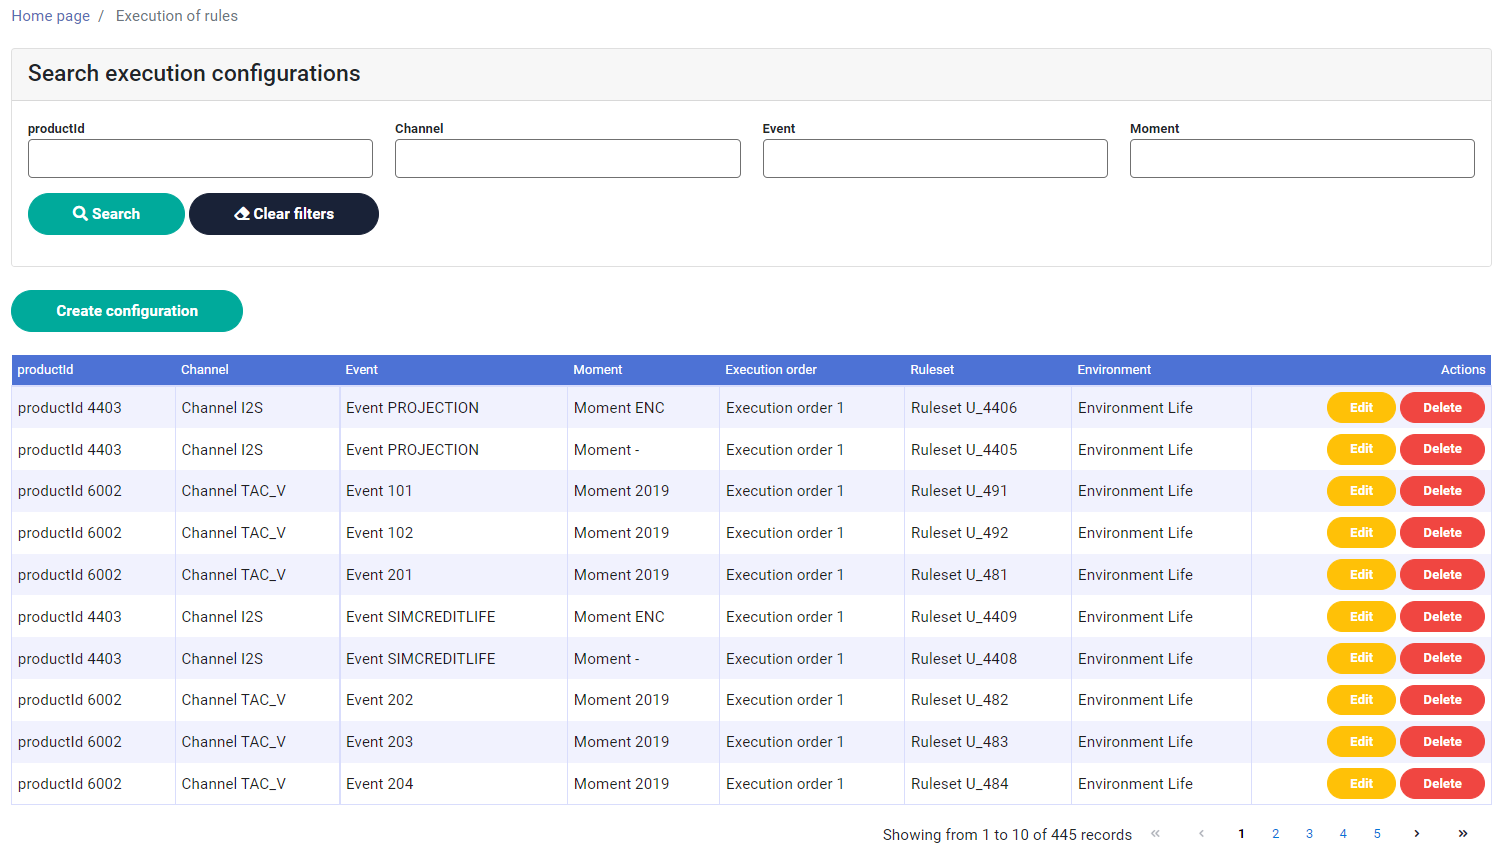 Home page / Execution of rules
Search execution configurations
productId Channel Event Moment
Search Clear filters
Create configuration
productId Channel Event Moment Execution order Ruleset Environment Actions
productId 4403 Channel I2S Event PROJECTION Moment ENC Execution order 1 Ruleset U_4406 Environment Life Edit Delete
productId 4403 Channel I2S Event PROJECTION Moment - Execution order 1 Ruleset U_4405 Environment Life Edit Delete
productId 6002 Channel TAC_V Event 101 Moment 2019 Execution order 1 Ruleset U_491 Environment Life Edit Delete
productId 6002 Channel TAC_V Event 102 Moment 2019 Execution order 1 Ruleset U_492 Environment Life Edit Delete
productId 6002 Channel TAC_V Event 201 Moment 2019 Execution order 1 Ruleset U_481 Environment Life Edit Delete
productId 4403 Channel I2S Event SIMCREDITLIFE Moment ENC Execution order 1 Ruleset U_4409 Environment Life Edit Delete
productId 4403 Channel I2S Event SIMCREDITLIFE Moment - Execution order 1 Ruleset U_4408 Environment Life Edit Delete
productId 6002 Channel TAC_V Event 202 Moment 2019 Execution order 1 Ruleset U_482 Environment Life Edit Delete
productId 6002 Channel TAC_V Event 203 Moment 2019 Execution order 1 Ruleset U_483 Environment Life Edit Delete
productId 6002 Channel TAC_V Event 204 Moment 2019 Execution order 1 Ruleset U_484 Environment Life Edit Delete
Showing from 1 to 10 of 445 records « ‹ 1 2 3 4 5 › »